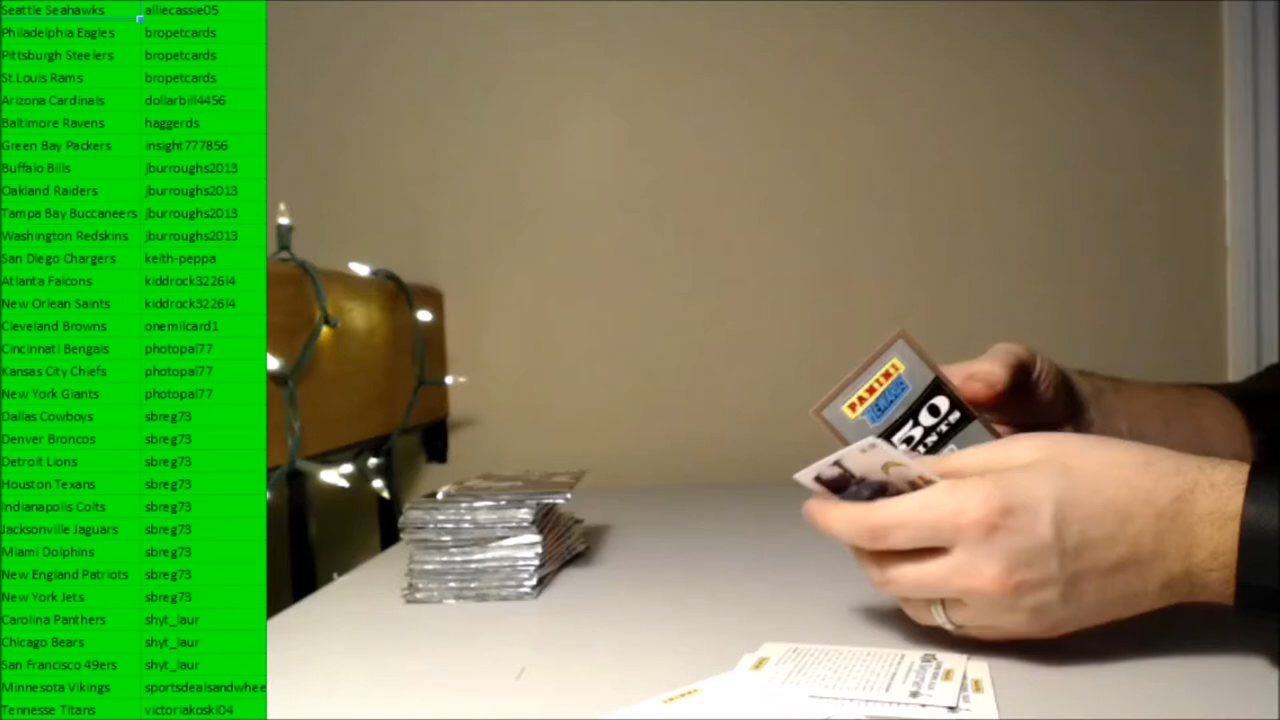 Seattle Seahawks alliecassie05
Philadelphia Eagles bropetcards
Pittsburgh Steelers bropetcards
St.Louis Rams bropetcards
Arizona Cardinals dollarbill4456
Baltimore Ravens haggerds
Green Bay Packers insight777856
Buffalo Bills jburroughs2013
Oakland Raiders jburroughs2013
Tampa Bay Buccaneers jburroughs2013
Washington Redskins jburroughs2013
San Diego Chargers keith-peppa
Atlanta Falcons kiddrock322614
New Orlean Saints kiddrock322614
Cleveland Browns onemilcard1
Cincinnati Bengals photopal77
Kansas City Chiefs photopal77
New York Giants photopal77
Dallas Cowboys sbreg73
Denver Broncos sbreg73
Detroit Lions sbreg73
Houston Texans sbreg73
Indianapolis Colts sbreg73
Jacksonville Jaguars sbreg73
Miami Dolphins sbreg73
New England Patriots sbreg73
New York Jets sbreg73
Carolina Panthers shyt_laur
Chicago Bears shyt_laur
San Francisco 49ers shyt_laur
Minnesota Vikings sportsdealsandwhee
Tennesse Titans victoriakoski04
PANINI
50